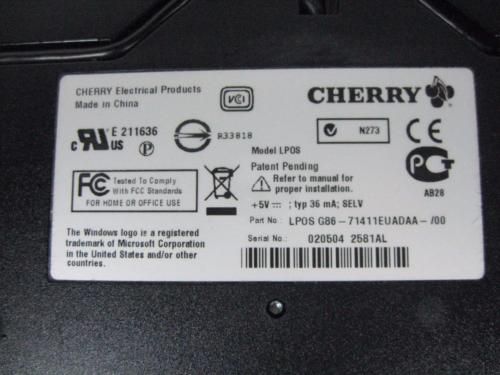 CHERRY Electrical Products
Made in China
VCI
CHERRY
c UL US E 211636
P
R33818
N273
CE
Model LPOS
Patent Pending
Refer to manual for
proper installation.
PCT
AB28
FC Tested To Comply
With FCC Standards
FOR HOME OR OFFICE USE
+5V⎓; typ 36 mA; SELV
Part No.: LPOS G86-71411EUADAA-/00
The Windows logo is a registered
trademark of Microsoft Corporation
in the United States and/or other
countries.
Serial No.: 020504 2581AL